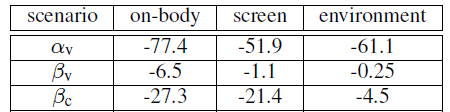 scenario on-body screen environment
αv -77.4 -51.9 -61.1
βv -6.5 -1.1 -0.25
βc -27.3 -21.4 -4.5